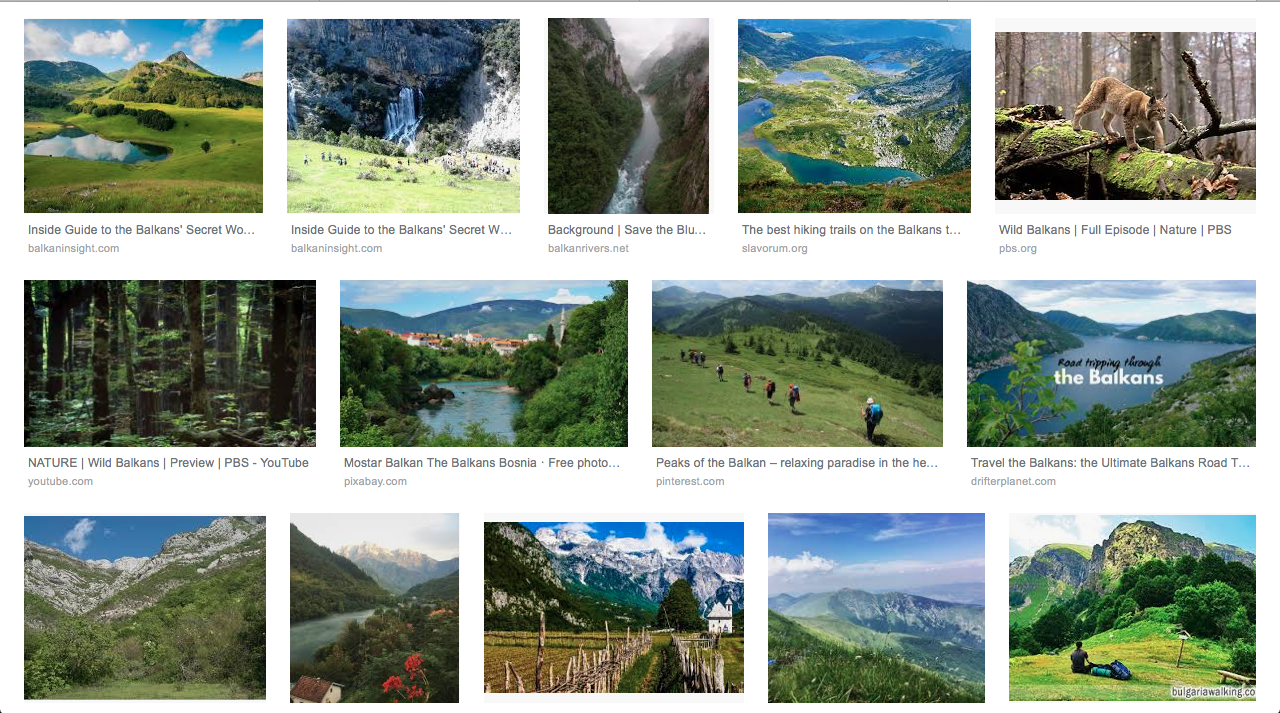 Inside Guide to the Balkans' Secret Wo...
balkaninsight.com
Inside Guide to the Balkans' Secret W...
balkaninsight.com
Background | Save the Blu...
balkanrivers.net
The best hiking trails on the Balkans t...
slavorum.org
Wild Balkans | Full Episode | Nature | PBS
pbs.org
Road tripping through
the Balkans
NATURE | Wild Balkans | Preview | PBS - YouTube
youtube.com
Mostar Balkan The Balkans Bosnia · Free photo...
pixabay.com
Peaks of the Balkan – relaxing paradise in the he...
pinterest.com
Travel the Balkans: the Ultimate Balkans Road T...
drifterplanet.com
bulgariawalking.co